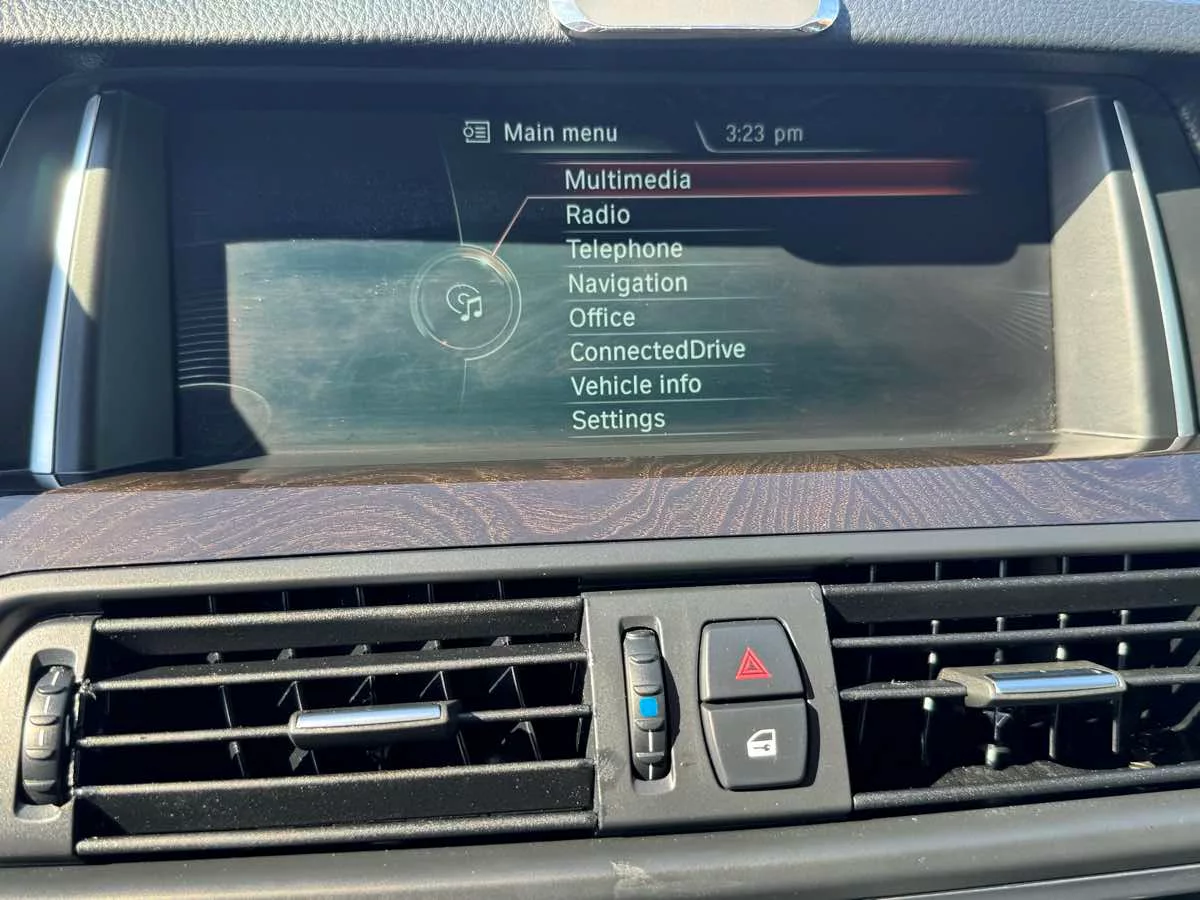 Main menu 3:23 pm
Multimedia
Radio
Telephone
Navigation
Office
ConnectedDrive
Vehicle info
Settings